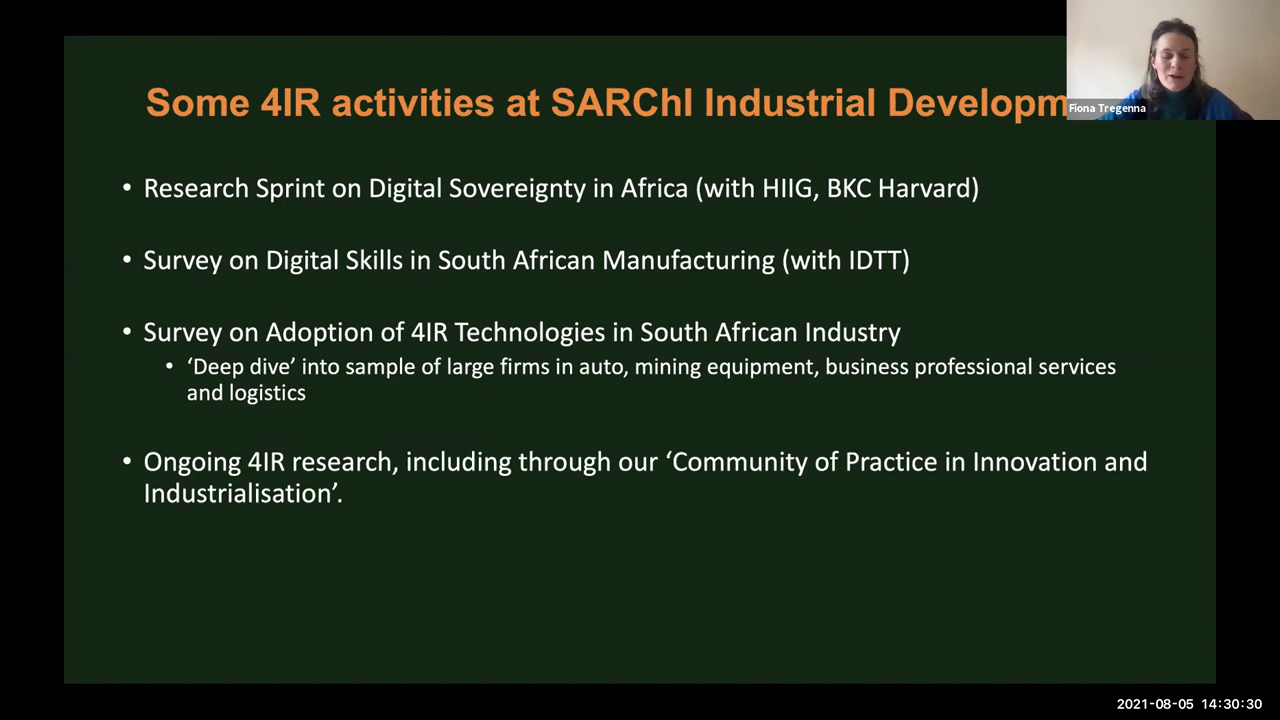 Some 4IR activities at SARChI Industrial Developm
Fiona Tregenna
• Research Sprint on Digital Sovereignty in Africa (with HIIG, BKC Harvard)
• Survey on Digital Skills in South African Manufacturing (with IDTT)
• Survey on Adoption of 4IR Technologies in South African Industry
• ‘Deep dive’ into sample of large firms in auto, mining equipment, business professional services
and logistics
• Ongoing 4IR research, including through our ‘Community of Practice in Innovation and
Industrialisation’.
2021-08-05 14:30:30